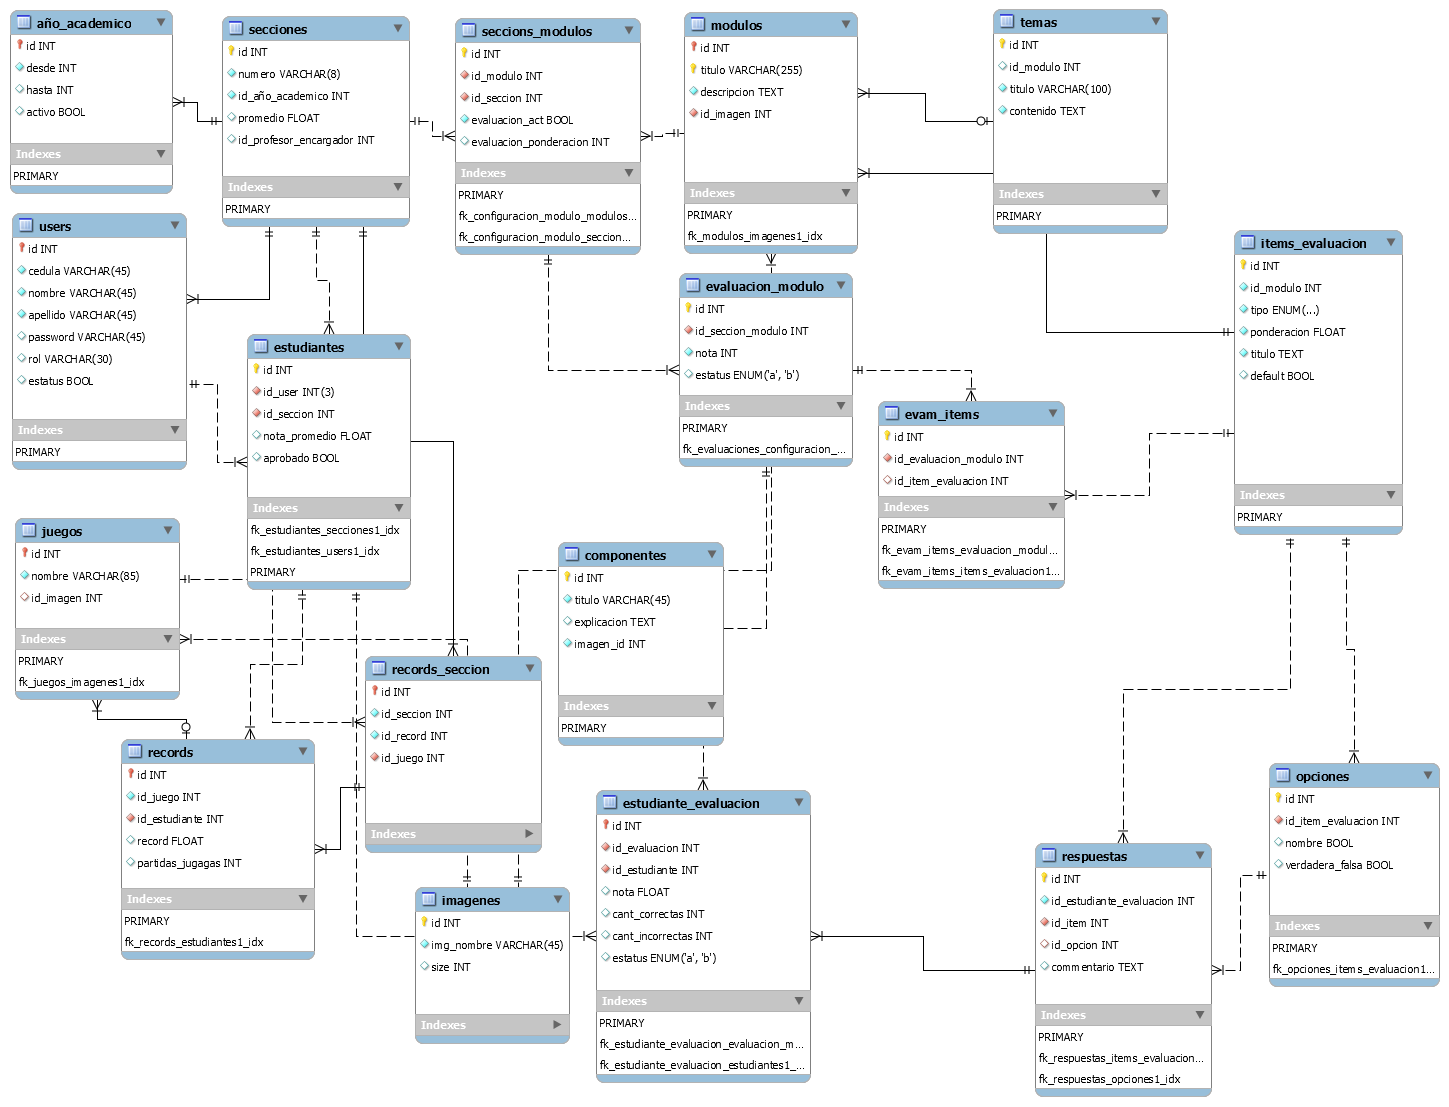 año_academico
id INT
desde INT
hasta INT
activo BOOL
Indexes
PRIMARY
secciones
id INT
numero VARCHAR(8)
id_año_academico INT
promedio FLOAT
id_profesor_encargador INT
Indexes
PRIMARY
seccions_modulos
id INT
id_modulo INT
id_seccion INT
evaluacion_act BOOL
evaluacion_ponderacion INT
Indexes
PRIMARY
fk_configuracion_modulo_modulos...
fk_configuracion_modulo_seccion...
modulos
id INT
titulo VARCHAR(255)
descripcion TEXT
id_imagen INT
Indexes
PRIMARY
fk_modulos_imagenes1_idx
temas
id INT
id_modulo INT
titulo VARCHAR(100)
contenido TEXT
Indexes
PRIMARY
users
id INT
cedula VARCHAR(45)
nombre VARCHAR(45)
apellido VARCHAR(45)
password VARCHAR(45)
rol VARCHAR(30)
estatus BOOL
Indexes
PRIMARY
items_evaluacion
id INT
id_modulo INT
tipo ENUM(...)
ponderacion FLOAT
titulo TEXT
default BOOL
Indexes
PRIMARY
evaluacion_modulo
id INT
id_seccion_modulo INT
nota INT
estatus ENUM('a', 'b')
Indexes
PRIMARY
fk_evaluaciones_configuracion_...
estudiantes
id INT
id_user INT(3)
id_seccion INT
nota_promedio FLOAT
aprobado BOOL
Indexes
fk_estudiantes_secciones1_idx
fk_estudiantes_users1_idx
PRIMARY
evam_items
id INT
id_evaluacion_modulo INT
id_item_evaluacion INT
Indexes
PRIMARY
fk_evam_items_evaluacion_modul...
fk_evam_items_items_evaluacion1...
juegos
id INT
nombre VARCHAR(85)
id_imagen INT
Indexes
PRIMARY
fk_juegos_imagenes1_idx
componentes
id INT
titulo VARCHAR(45)
explicacion TEXT
imagen_id INT
Indexes
PRIMARY
records_seccion
id INT
id_seccion INT
id_record INT
id_juego INT
Indexes
records
id INT
id_juego INT
id_estudiante INT
record FLOAT
partidas_jugagas INT
Indexes
PRIMARY
fk_records_estudiantes1_idx
opciones
id INT
id_item_evaluacion INT
nombre BOOL
verdadera_falsa BOOL
Indexes
PRIMARY
fk_opciones_items_evaluacion1...
estudiante_evaluacion
id INT
id_evaluacion INT
id_estudiante INT
nota FLOAT
cant_correctas INT
cant_incorrectas INT
estatus ENUM('a', 'b')
Indexes
PRIMARY
fk_estudiante_evaluacion_evaluacion_m...
fk_estudiante_evaluacion_estudiantes1_...
respuestas
id INT
id_estudiante_evaluacion INT
id_item INT
id_opcion INT
commentario TEXT
Indexes
PRIMARY
fk_respuestas_items_evaluacion...
fk_respuestas_opciones1_idx
imagenes
id INT
img_nombre VARCHAR(45)
size INT
Indexes